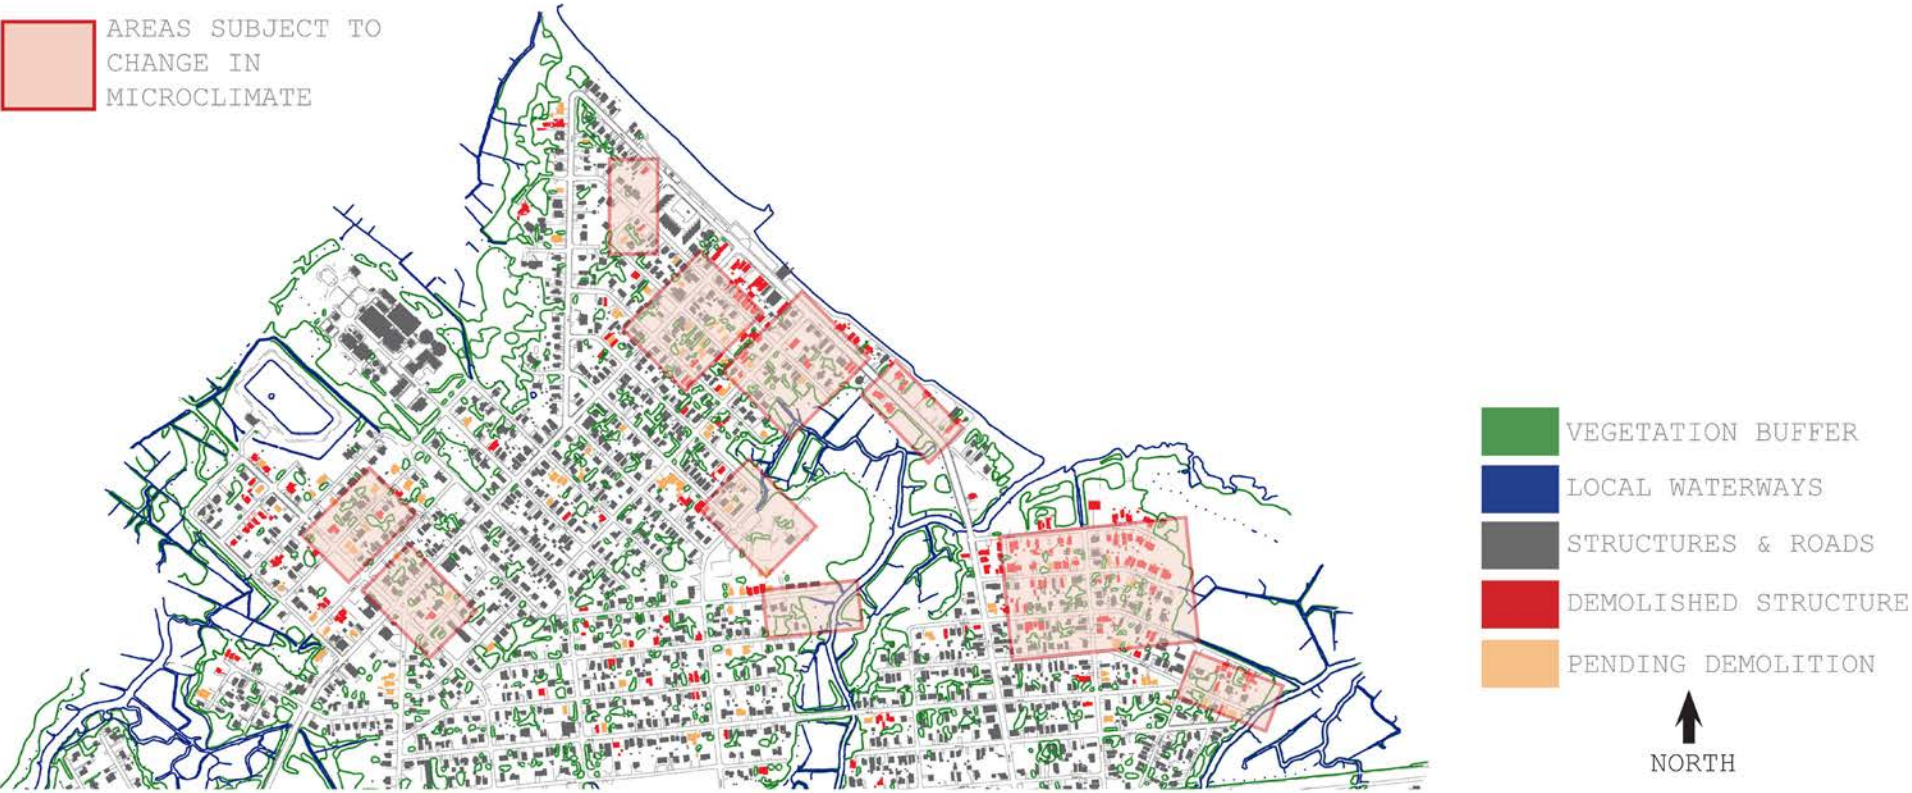 AREAS SUBJECT TO
CHANGE IN
MICROCLIMATE
VEGETATION BUFFER
LOCAL WATERWAYS
STRUCTURES & ROADS
DEMOLISHED STRUCTURE
PENDING DEMOLITION
NORTH